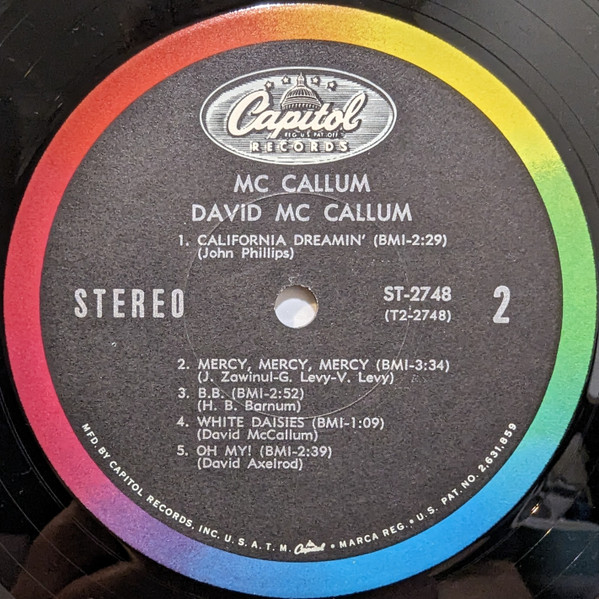 Capitol
REG. U.S. PAT. OFF.
RECORDS
MC CALLUM
DAVID MC CALLUM
1. CALIFORNIA DREAMIN' (BMI-2:29)
(John Phillips)
STEREO
ST-2748
(T2-2748)
2
2. MERCY, MERCY, MERCY (BMI-3:34)
(J. Zawinul-G. Levy-V. Levy)
3. B.B. (BMI-2:52)
(H. B. Barnum)
4. WHITE DAISIES (BMI-1:09)
(David McCallum)
5. OH MY! (BMI-2:39)
(David Axelrod)
MFD. BY CAPITOL RECORDS, INC. U. S. A. T. M. Capitol • MARCA REG. • U. S. PAT. NO. 2,631,859